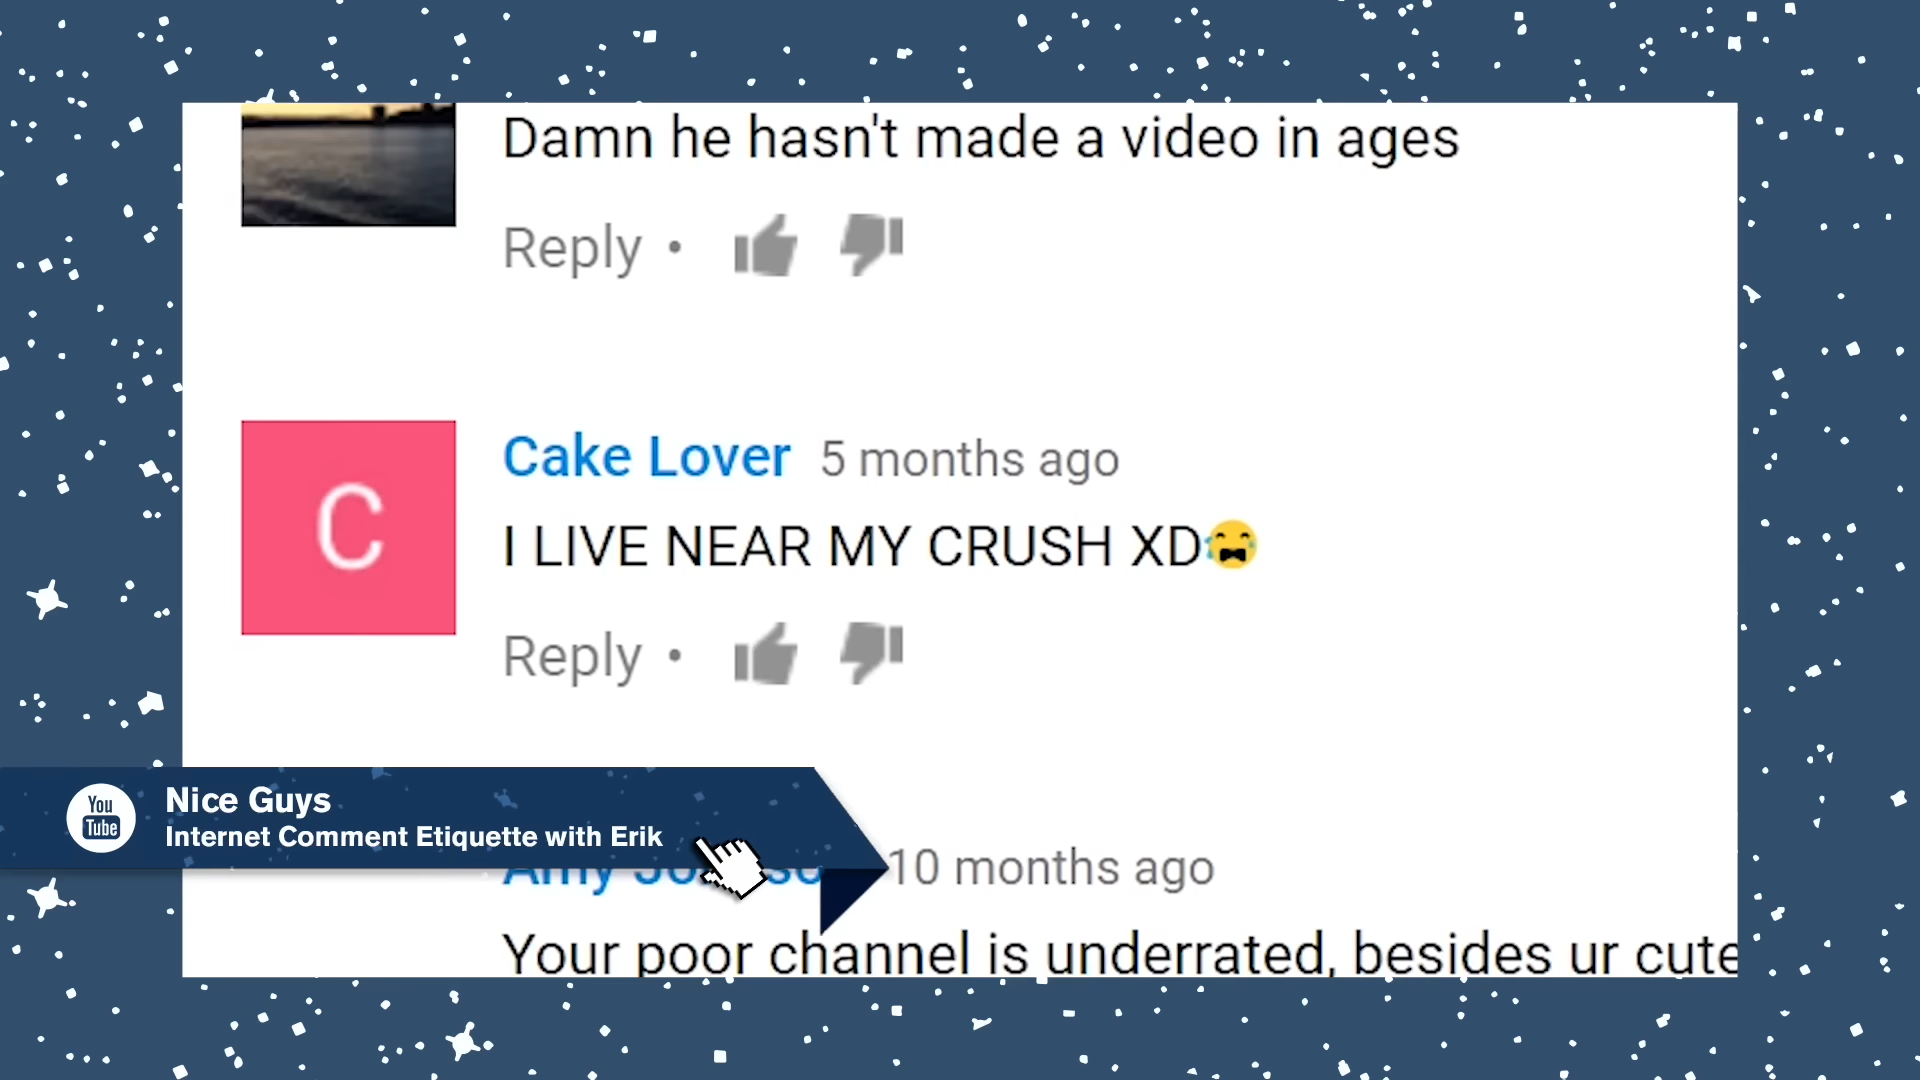 Damn he hasn't made a video in ages
Reply •
C
Cake Lover 5 months ago
I LIVE NEAR MY CRUSH XD😭
Reply •
You
Tube
Nice Guys
Internet Comment Etiquette with Erik
Amy 10 months ago
Your poor channel is underrated, besides ur cute